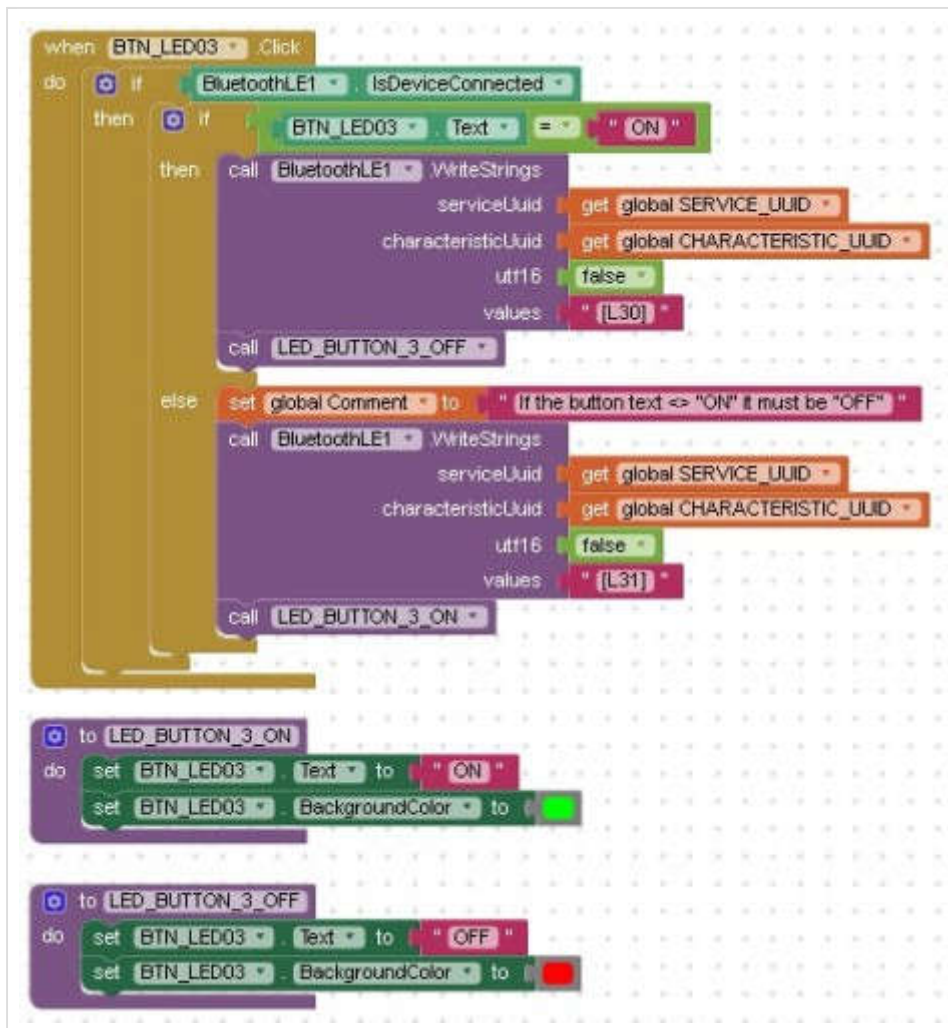 when BTN_LED03 .Click
do if BluetoothLE1 . IsDeviceConnected
then if BTN_LED03 . Text = " ON "
then call BluetoothLE1 .WriteStrings
serviceUuid get global SERVICE_UUID
characteristicUuid get global CHARACTERISTIC_UUID
utf16 false
values " [L30] "
call LED_BUTTON_3_OFF
else set global Comment to " If the button text <> "ON" it must be "OFF" "
call BluetoothLE1 .WriteStrings
serviceUuid get global SERVICE_UUID
characteristicUuid get global CHARACTERISTIC_UUID
utf16 false
values " [L31] "
call LED_BUTTON_3_ON
to LED_BUTTON_3_ON
do set BTN_LED03 . Text to " ON "
set BTN_LED03 . BackgroundColor to
to LED_BUTTON_3_OFF
do set BTN_LED03 . Text to " OFF "
set BTN_LED03 . BackgroundColor to